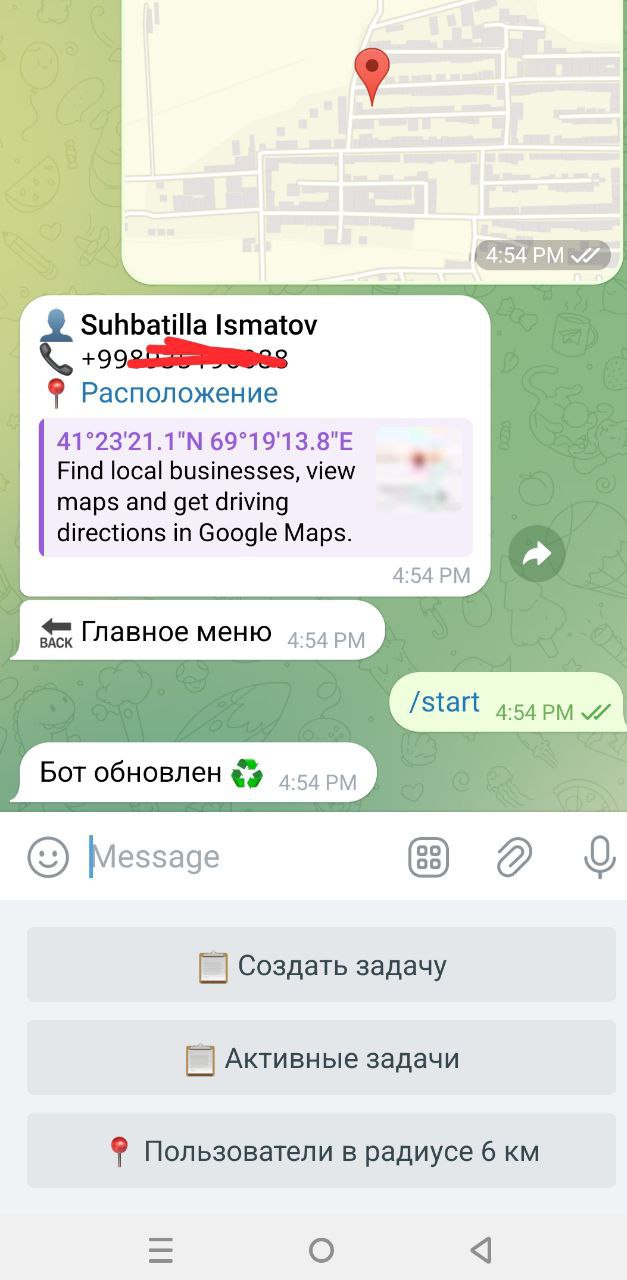 4:54 PM
Suhbatilla Ismatov
+998
Расположение
41°23'21.1"N 69°19'13.8"E
Find local businesses, view
maps and get driving
directions in Google Maps.
4:54 PM
BACK Главное меню 4:54 PM
/start 4:54 PM
Бот обновлен 4:54 PM
Message
Создать задачу
Активные задачи
Пользователи в радиусе 6 км